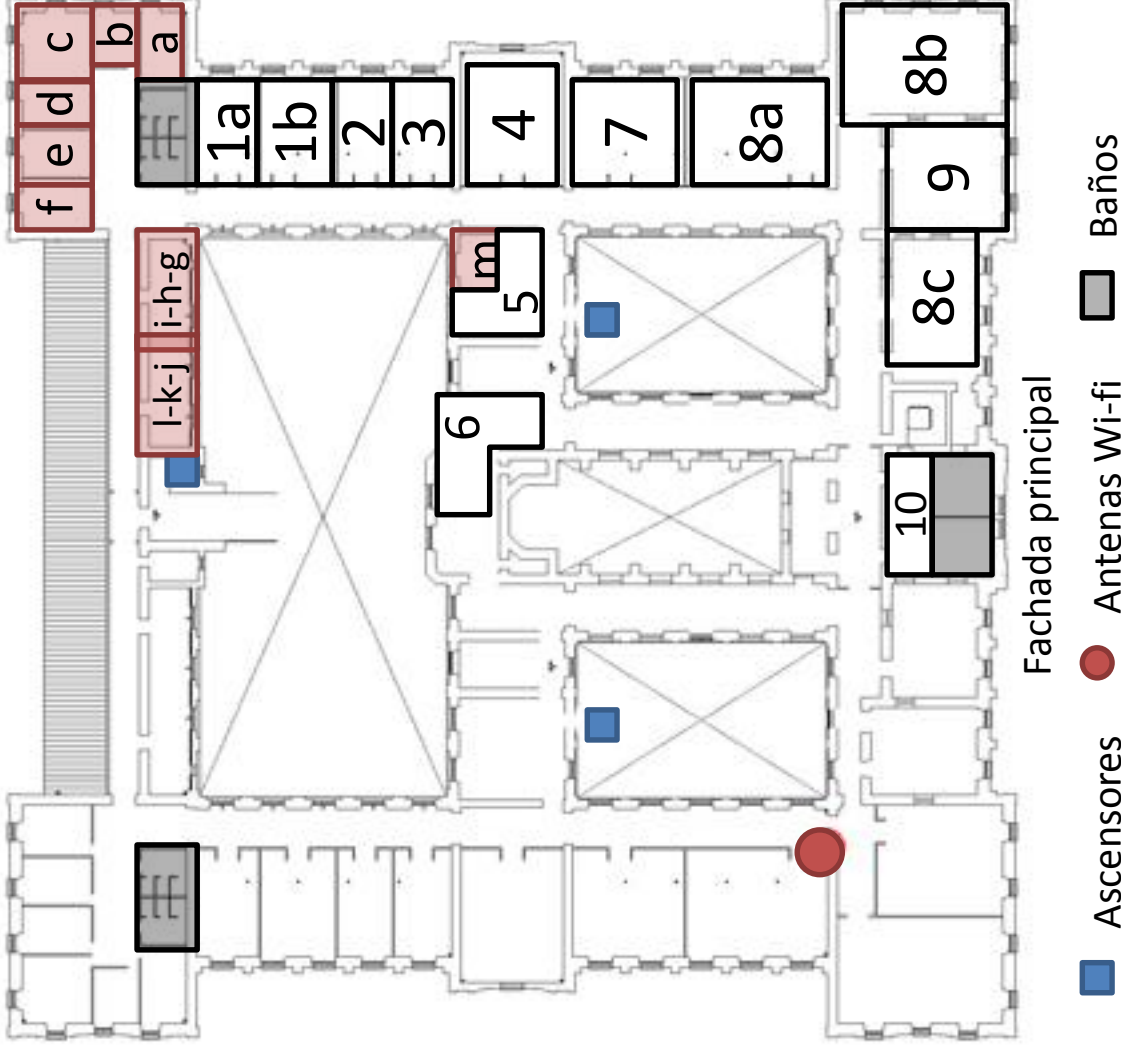 f e d c
b
l-k-j i-h-g a
1a
1b
2
3
6
m
5
4
7
8a
10 8c 9 8b
Fachada principal
Ascensores
Antenas Wi-fi
Baños